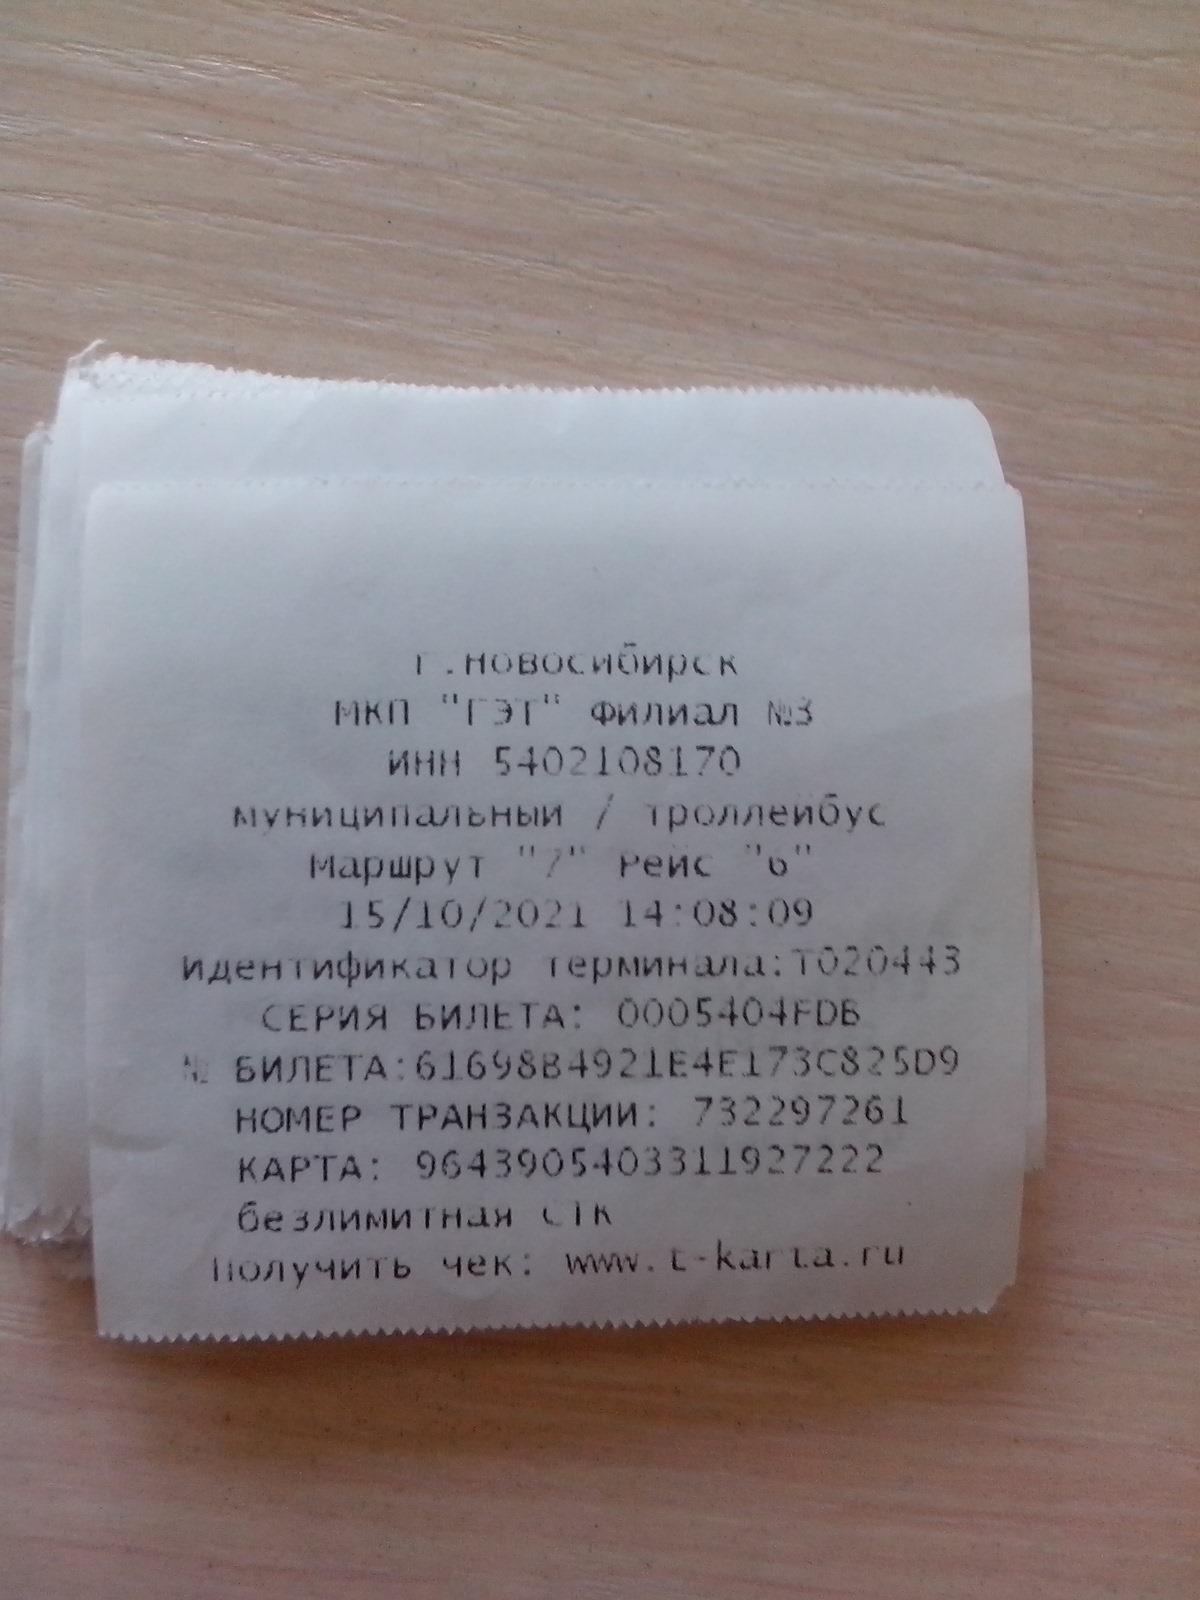 г.Новосибирск
МКП "ГЭТ" Филиал №3
ИНН 5402108170
муниципальный / троллейбус
Маршрут "7" Рейс "6"
15/10/2021 14:08:09
Идентификатор терминала:T020443
СЕРИЯ БИЛЕТА: 0005404FDB
№ БИЛЕТА:61698B4921E4E173C825D9
НОМЕР ТРАНЗАКЦИИ: 732297261
КАРТА: 9643905403311927222
безлимитная СТК
Получить чек: www.t-karta.ru